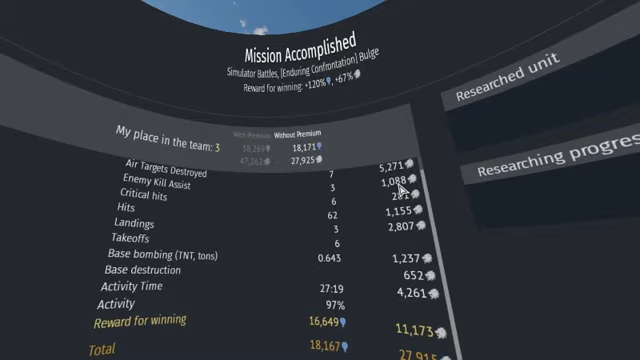 Mission Accomplished
Simulator Battles, [Enduring Confrontation] Bulge
Reward for winning: +120%, +67%
Researched unit
My place in the team: 3
With Premium Without Premium
38,269 18,171
47,262 27,925
Researching progress
Air Targets Destroyed 7 5,271
Enemy Kill Assist 3 1,088
Critical hits 6 281
Hits 62 1,155
Landings 3 2,807
Takeoffs 6
Base bombing (TNT, tons) 0.643 1,237
Base destruction 652
Activity Time 27:19 4,261
Activity 97%
Reward for winning 16,649 11,173
Total 18,167 27,915